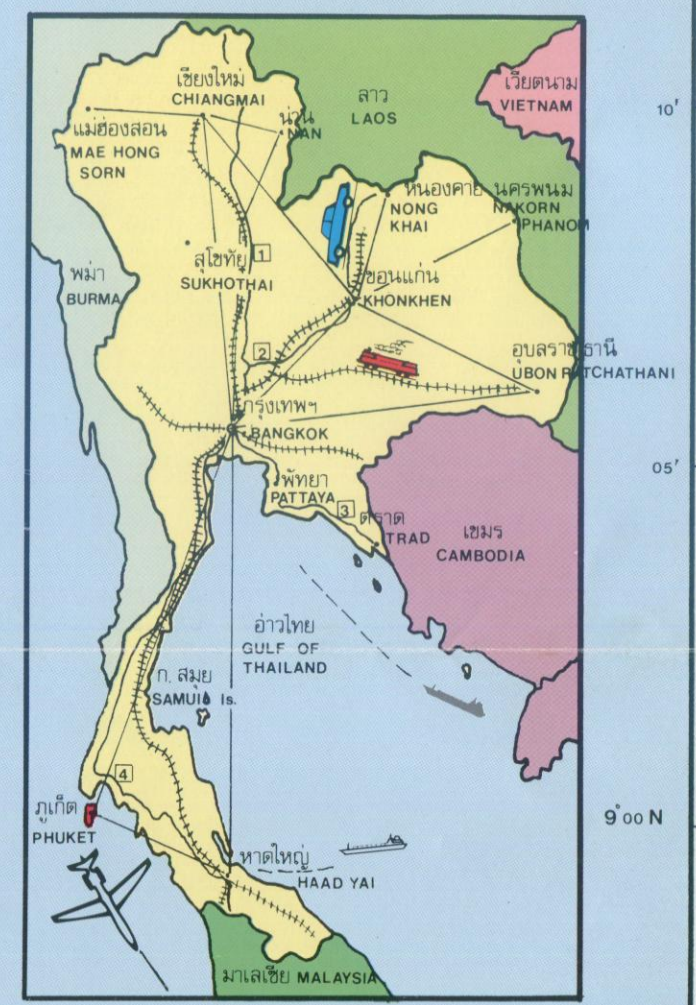 เชียงใหม่
CHIANGMAI
แม่ฮ่องสอน
MAE HONG
SORN
น่าน
NAN
ลาว
LAOS
เวียตนาม
VIETNAM
10'
หนองคาย
NONG
KHAI
นครพนม
NAKORN
PHANOM
พม่า
BURMA
สุโขทัย
SUKHOTHAI
1
ขอนแก่น
KHONKHEN
2
อุบลราชธานี
UBON RATCHATHANI
กรุงเทพฯ
BANGKOK
05'
พัทยา
PATTAYA
3
ตราด
TRAD
เขมร
CAMBODIA
อ่าวไทย
GULF OF
THAILAND
ก. สมุย
SAMUI Is.
4
ภูเก็ต
PHUKET
9°00 N
หาดใหญ่
HAAD YAI
มาเลเซีย MALAYSIA